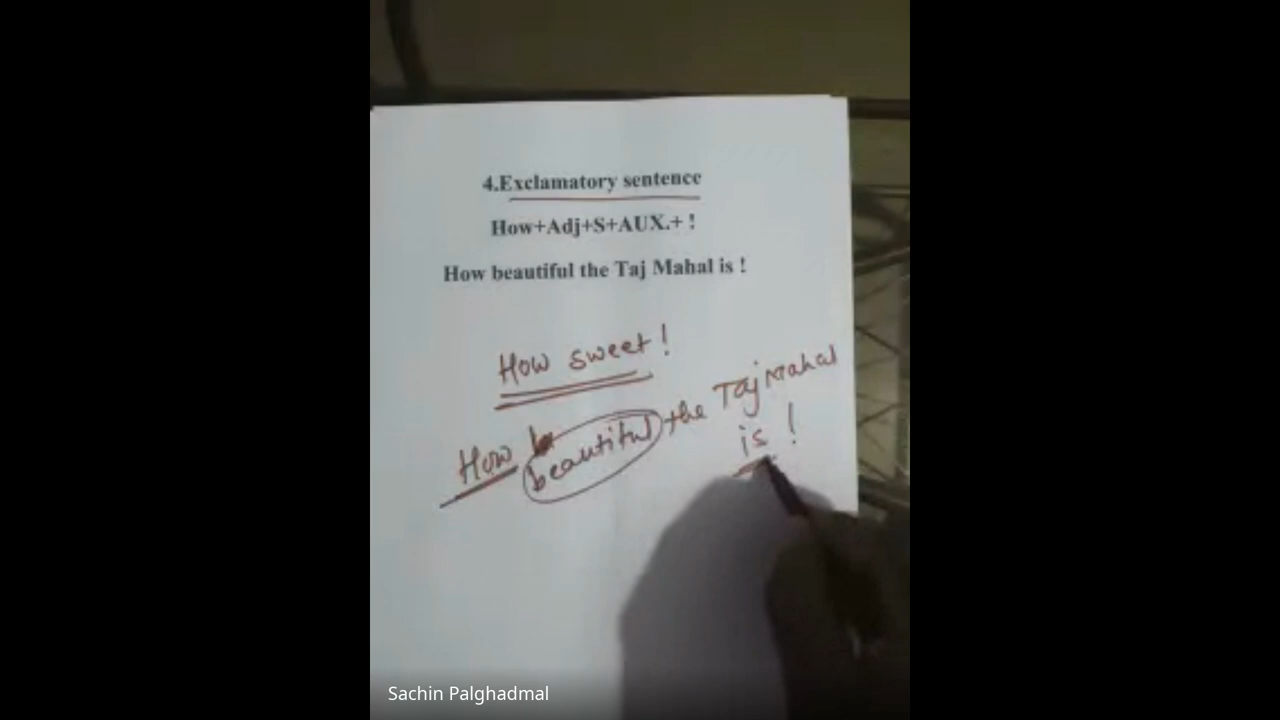 4.Exclamatory sentence
How+Adj+S+AUX.+ !
How beautiful the Taj Mahal is !
How sweet!
How beautiful the Taj Mahal
is !
Sachin Palghadmal